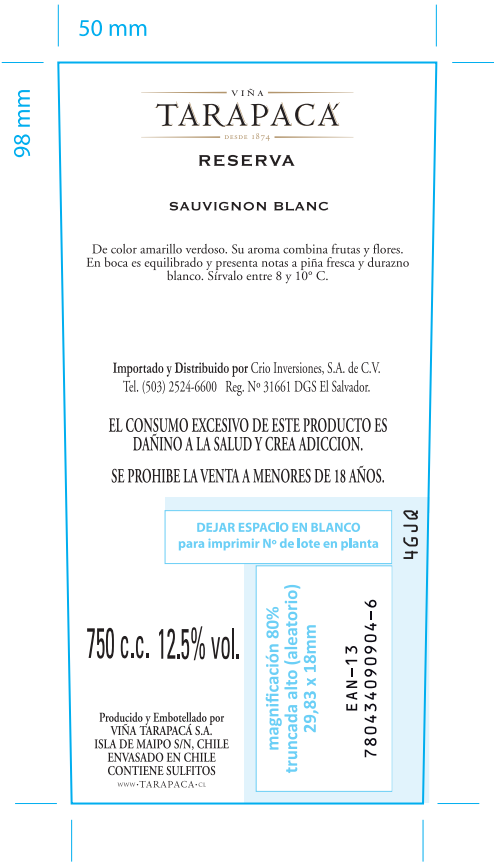 50 mm
98 mm
VIÑA
TARAPACÁ
DESDE 1874
RESERVA
SAUVIGNON BLANC
De color amarillo verdoso. Su aroma combina frutas y flores.
En boca es equilibrado y presenta notas a piña fresca y durazno
blanco. Sírvalo entre 8 y 10° C.
Importado y Distribuido por Crio Inversiones, S.A. de C.V.
Tel. (503) 2524-6600 Reg. Nº 31661 DGS El Salvador.
EL CONSUMO EXCESIVO DE ESTE PRODUCTO ES
DAÑINO A LA SALUD Y CREA ADICCION.
SE PROHIBE LA VENTA A MENORES DE 18 AÑOS.
DEJAR ESPACIO EN BLANCO
para imprimir Nº de lote en planta
4GJQ
750 c.c. 12.5% vol.
magnificación 80%
truncada alto (aleatorio)
29,83 x 18mm
EAN-13
780434090904-6
Producido y Embotellado por
VIÑA TARAPACÁ S.A.
ISLA DE MAIPO S/N, CHILE
ENVASADO EN CHILE
CONTIENE SULFITOS
WWW·TARAPACA·CL